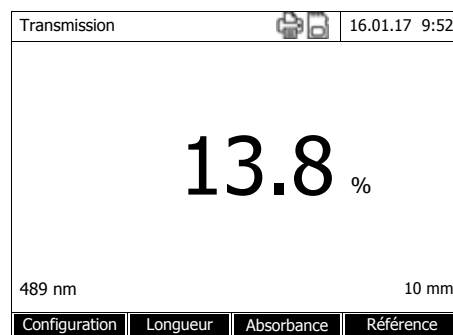 Transmission 16.01.17 9:52
13.8 %
489 nm 10 mm
Configuration Longueur Absorbance Référence